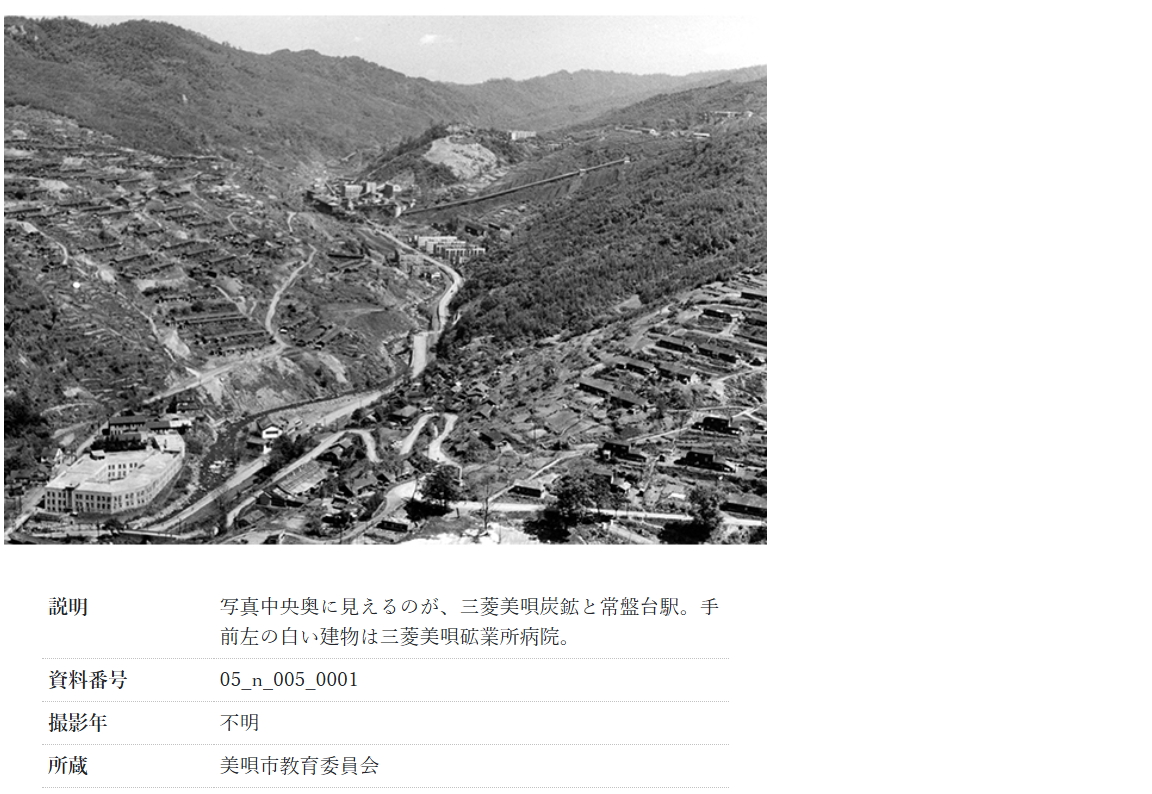 説明
写真中央奥に見えるのが、三菱美唄炭鉱と常盤台駅。手
前左の白い建物は三菱美唄砿業所病院。
資料番号
05_n_005_0001
撮影年
不明
所蔵
美唄市教育委員会